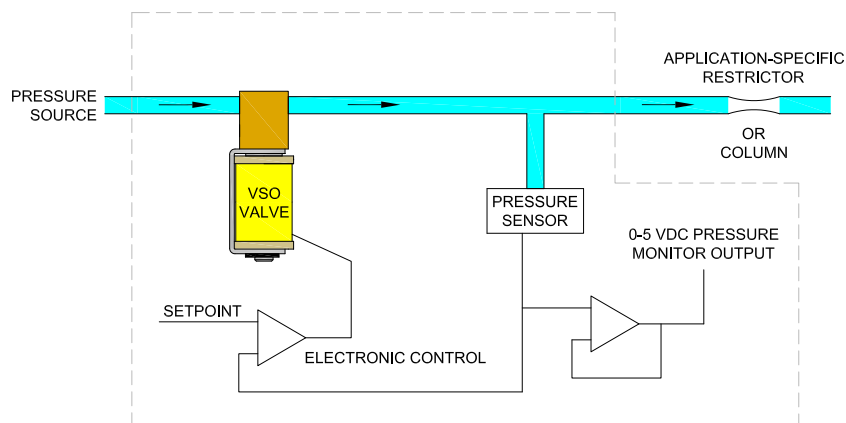 APPLICATION-SPECIFIC
RESTRICTOR
OR
COLUMN
PRESSURE
SOURCE
VSO
VALVE
PRESSURE
SENSOR
0-5 VDC PRESSURE
MONITOR OUTPUT
SETPOINT
ELECTRONIC CONTROL